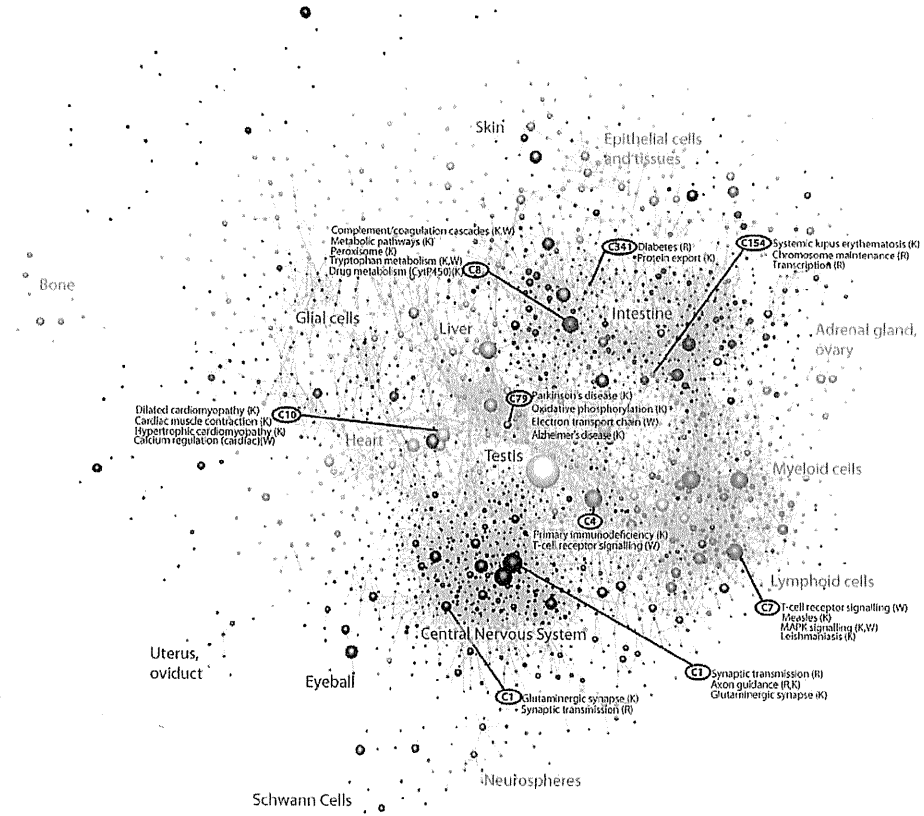 Skin
Epithelial cells
and tissues
Complement/coagulation cascades (K,W)
Metabolic pathways (K)
Peroxisome (K)
Tryptophan metabolism (K,W)
Drug metabolism (CytP450)(K)
C8
C341
Diabetes (R)
Protein export (K)
C154
Systemic lupus erythematosis (K)
Chromosome maintenance (R)
Transcription (R)
Bone
Glial cells
Liver
Intestine
Adrenal gland,
ovary
C79
Parkinson's disease (K)
Oxidative phosphorylation (K)
Electron transport chain (W)
Alzheimer's disease (K)
Dilated cardiomyopathy (K)
Cardiac muscle contraction (K)
Hypertrophic cardiomyopathy (K)
Calcium regulation (cardiac)(W)
C10
Heart
Testis
Myeloid cells
C4
Primary immunodeficiency (K)
T-cell receptor signalling (W)
Lymphoid cells
C7
T-cell receptor signalling (W)
Measles (K)
MAPK signalling (K,W)
Leishmaniasis (K)
Central Nervous System
Uterus,
oviduct
Eyeball
C1
Synaptic transmission (R)
Axon guidance (R,K)
Glutaminergic synapse (K)
C1
Glutaminergic synapse (K)
Synaptic transmission (R)
Neurospheres
Schwann Cells